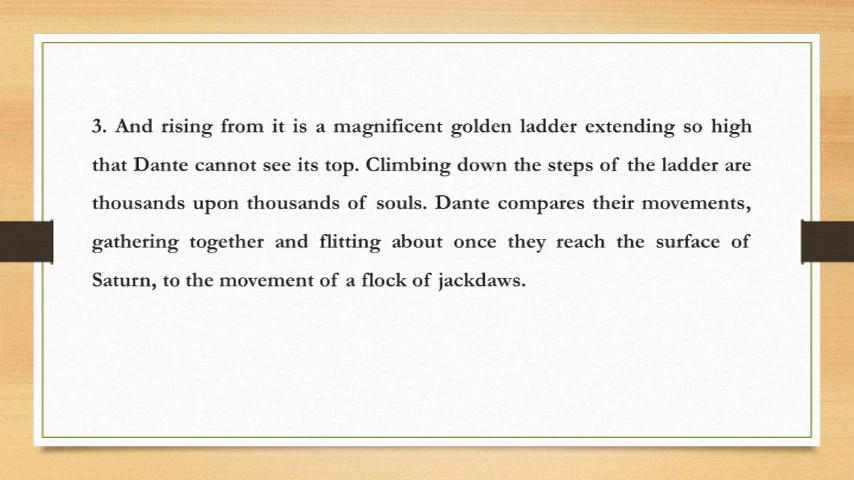 3. And rising from it is a magnificent golden ladder extending so high
that Dante cannot see its top. Climbing down the steps of the ladder are
thousands upon thousands of souls. Dante compares their movements,
gathering together and flitting about once they reach the surface of
Saturn, to the movement of a flock of jackdaws.